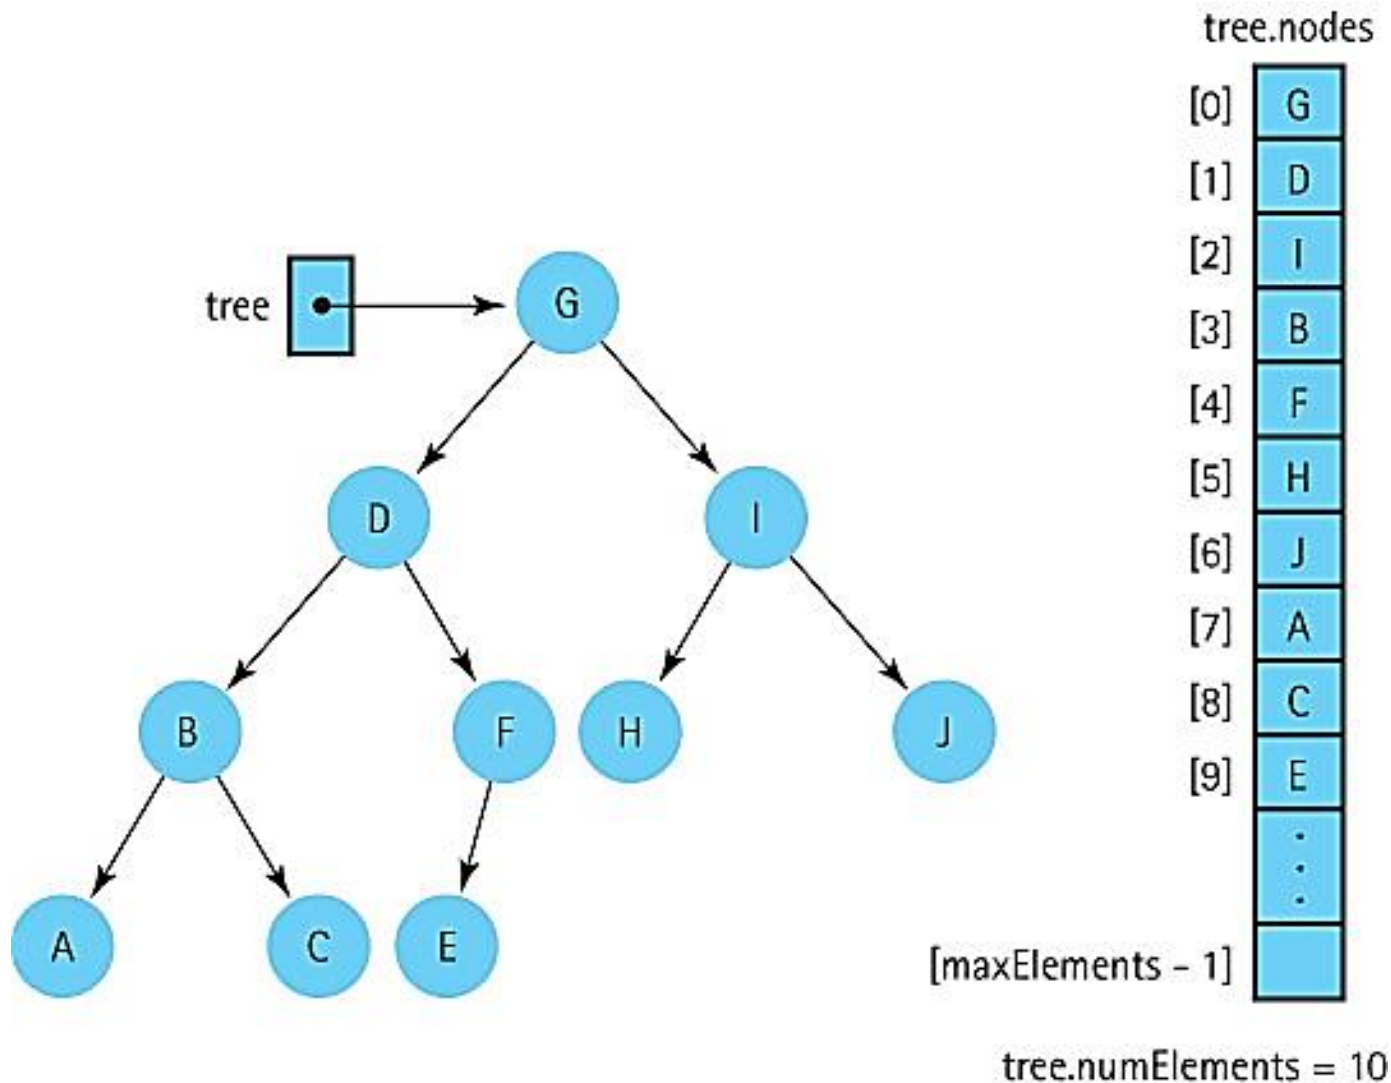 tree.nodes
[0] G
[1] D
[2] I
[3] B
[4] F
[5] H
[6] J
[7] A
[8] C
[9] E
[maxElements - 1]
tree.numElements = 10
tree
G
D I
B F H J
A C E